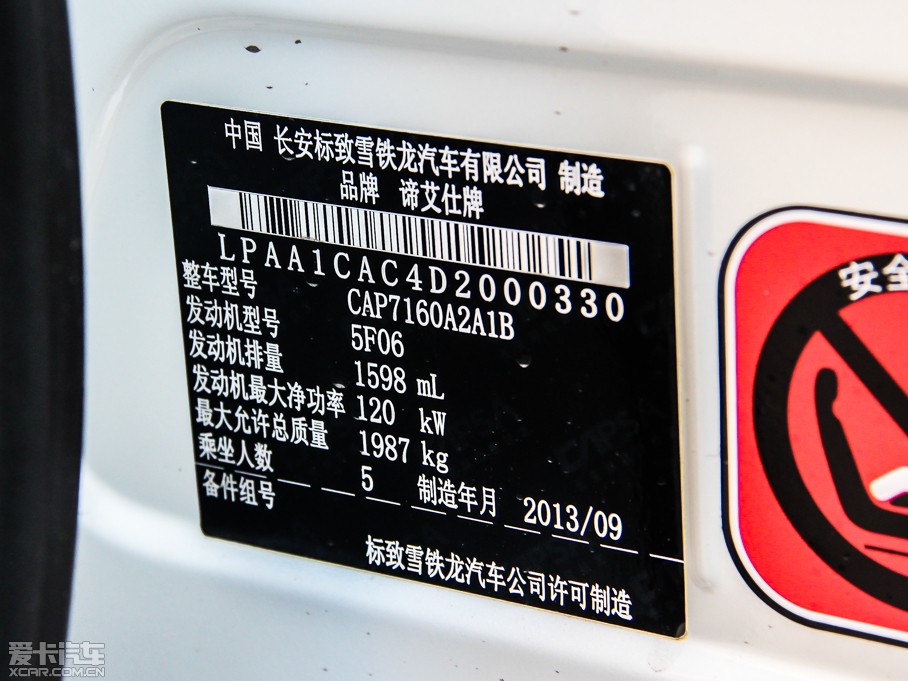 中国 长安标致雪铁龙汽车有限公司 制造
品牌 谛艾仕牌
LPAA1CAC4D2000330
整车型号 CAP7160A2A1B
发动机型号 5F06
发动机排量 1598 mL
发动机最大净功率 120 kW
最大允许总质量 1987 kg
乘坐人数 5 制造年月 2013/09
备件组号
标致雪铁龙汽车公司许可制造
安全
爱卡汽车
XCAR.COM.CN